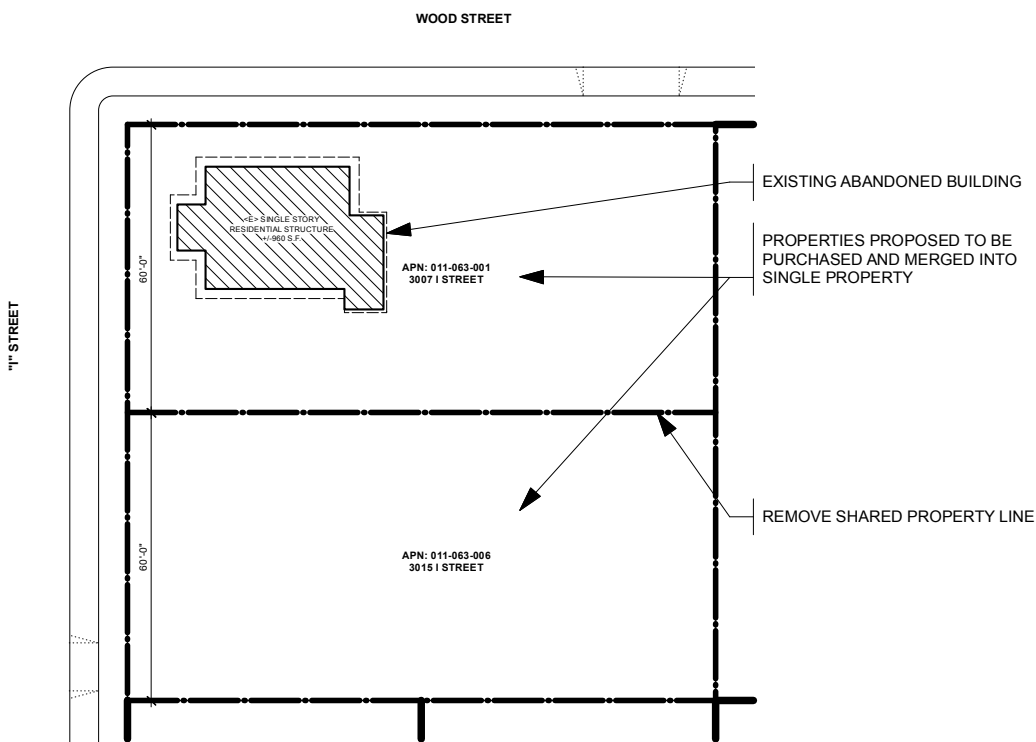 WOOD STREET
EXISTING ABANDONED BUILDING
<E> SINGLE STORY
RESIDENTIAL STRUCTURE
+/-960 S.F.
PROPERTIES PROPOSED TO BE
PURCHASED AND MERGED INTO
SINGLE PROPERTY
60'-0"
APN: 011-063-001
3007 I STREET
"I" STREET
REMOVE SHARED PROPERTY LINE
60'-0"
APN: 011-063-006
3015 I STREET